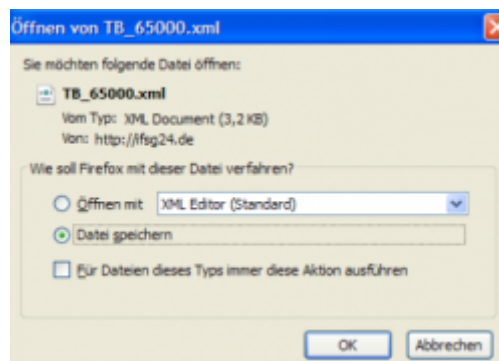 Öffnen von TB_65000.xml
Sie möchten folgende Datei öffnen:
TB_65000.xml
Vom Typ: XML Document (3,2 KB)
Von: http://ifsg24.de
Wie soll Firefox mit dieser Datei verfahren?
Öffnen mit XML Editor (Standard)
Datei speichern
Für Dateien dieses Typs immer diese Aktion ausführen
OK Abbrechen